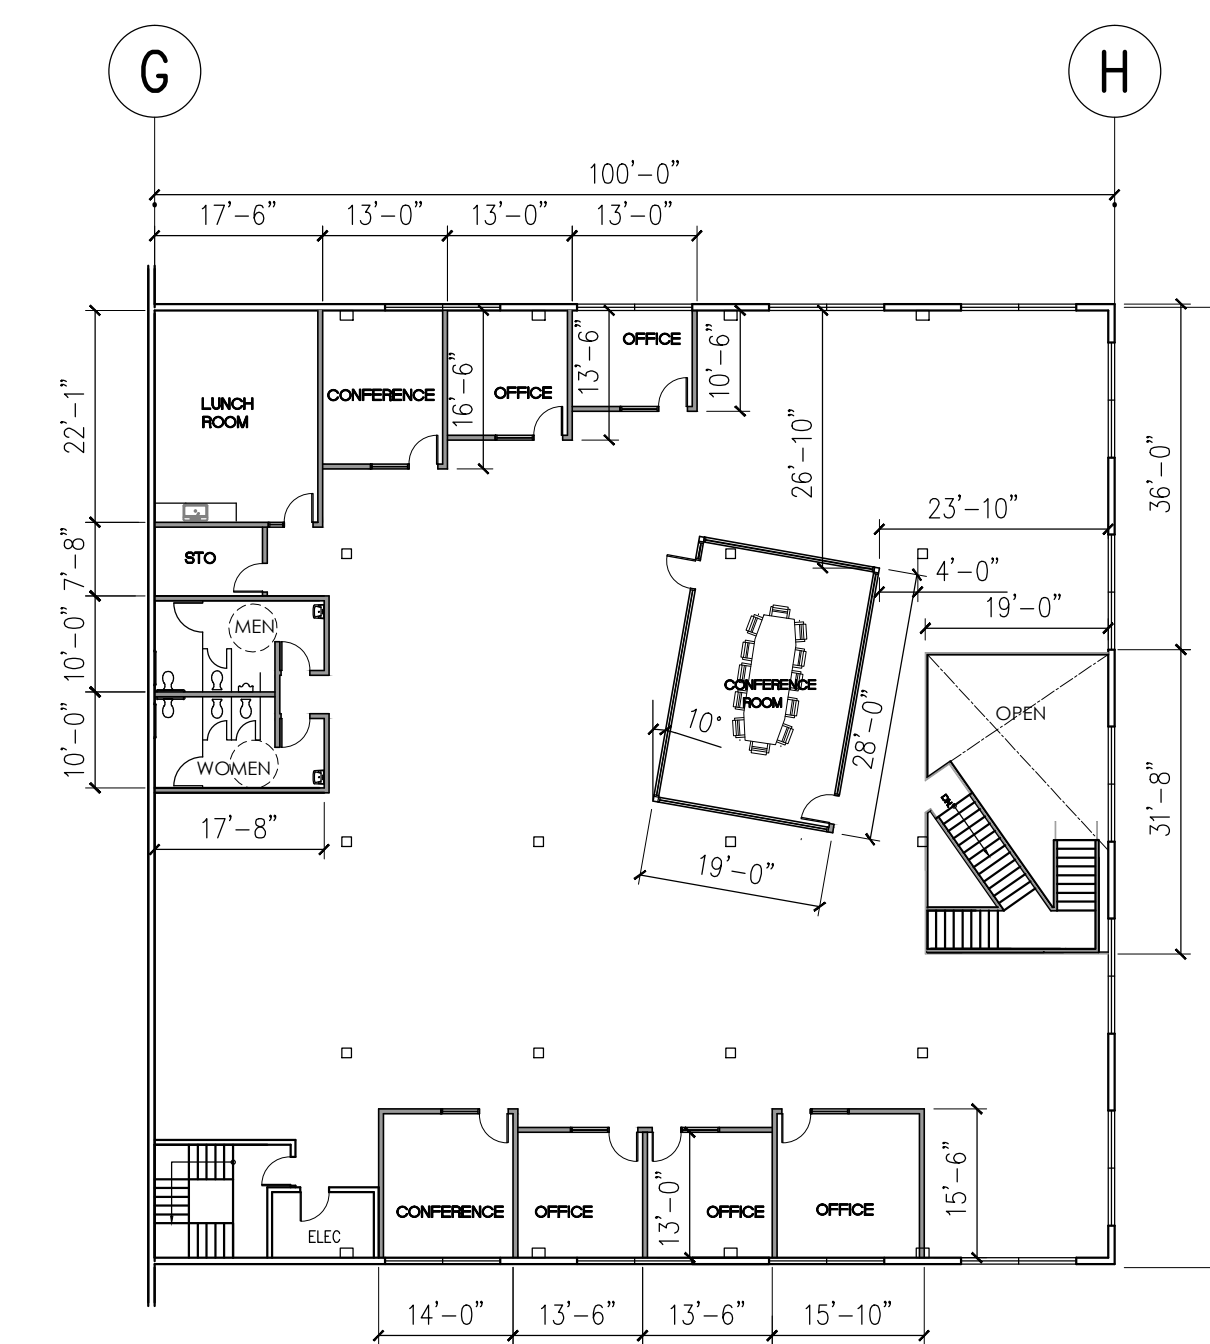 G
H
100'-0"
17'-6"
13'-0"
13'-0"
13'-0"
22'-1"
7'-8"
10'-0"
10'-0"
17'-8"
LUNCH
ROOM
CONFERENCE
16'-6"
OFFICE
13'-6"
OFFICE
10'-6"
26'-10"
36'-0"
23'-10"
4'-0"
19'-0"
STO
MEN
WOMEN
CONFERENCE
ROOM
10°
28'-0"
19'-0"
OPEN
DN
31'-8"
ELEC
CONFERENCE
OFFICE
13'-0"
OFFICE
OFFICE
15'-6"
14'-0"
13'-6"
13'-6"
15'-10"